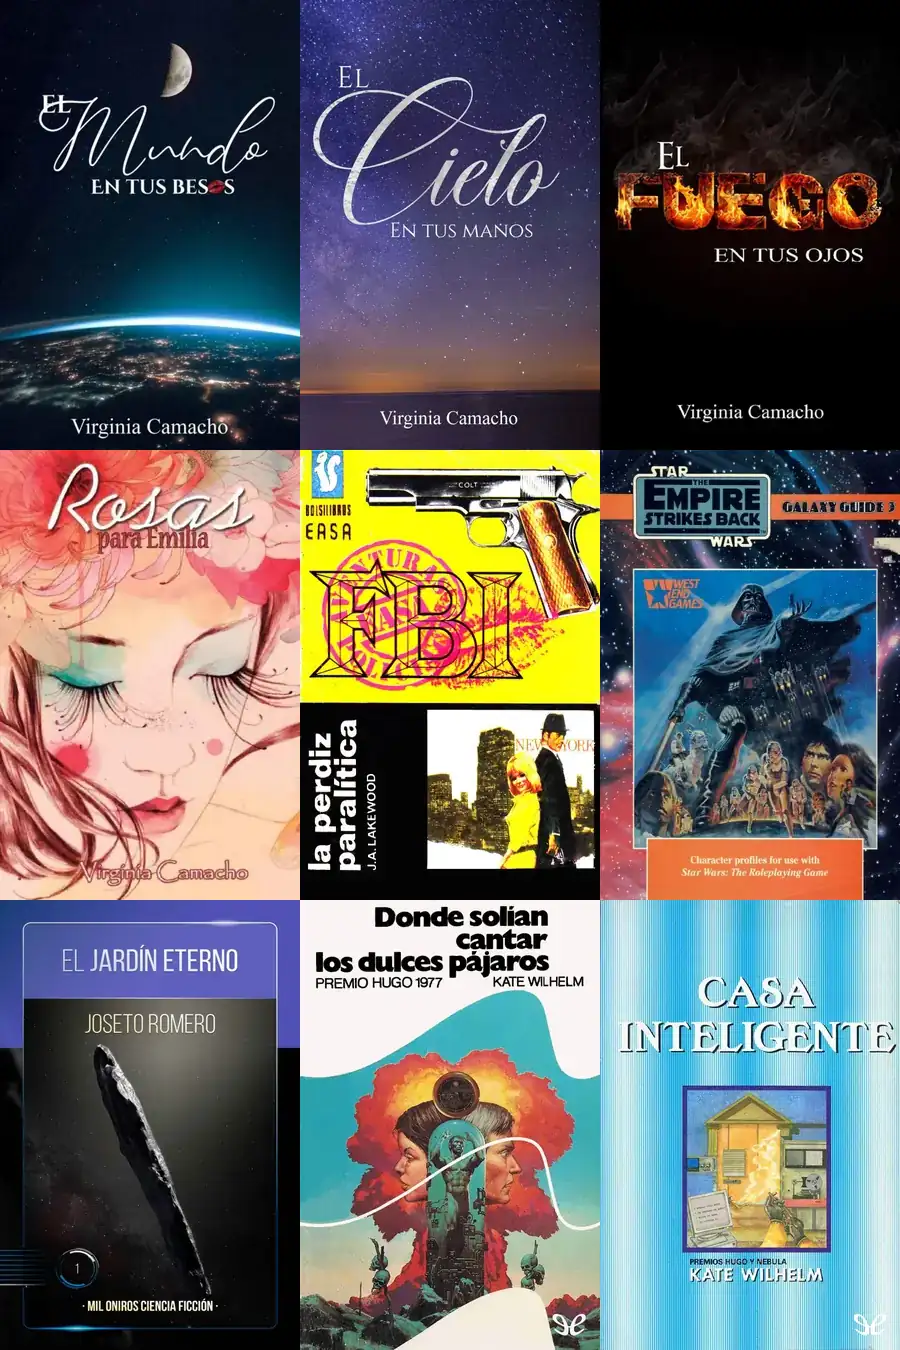 EL
Mundo
EN TUS BESOS
Virginia Camacho
EL
Cielo
EN TUS MANOS
Virginia Camacho
EL
FUEGO
EN TUS OJOS
Virginia Camacho
Rosas
para Emilia
Virginia Camacho
BOLSILIBROS
EASA
COLT
AVENTURAS
EASA
FBI
NEW YORK
la perdiz
paralítica
J.A. LAKEWOOD
STAR
THE
EMPIRE
STRIKES BACK
WARS
GALAXY GUIDE 3
WEST
END
GAMES
Character profiles for use with
Star Wars: The Roleplaying Game
EL JARDÍN ETERNO
JOSETO ROMERO
1
· MIL ONIROS CIENCIA FICCIÓN ·
Donde solían
cantar
los dulces pájaros
PREMIO HUGO 1977 KATE WILHELM
CASA
INTELIGENTE
PREMIOS HUGO Y NEBULA
KATE WILHELM